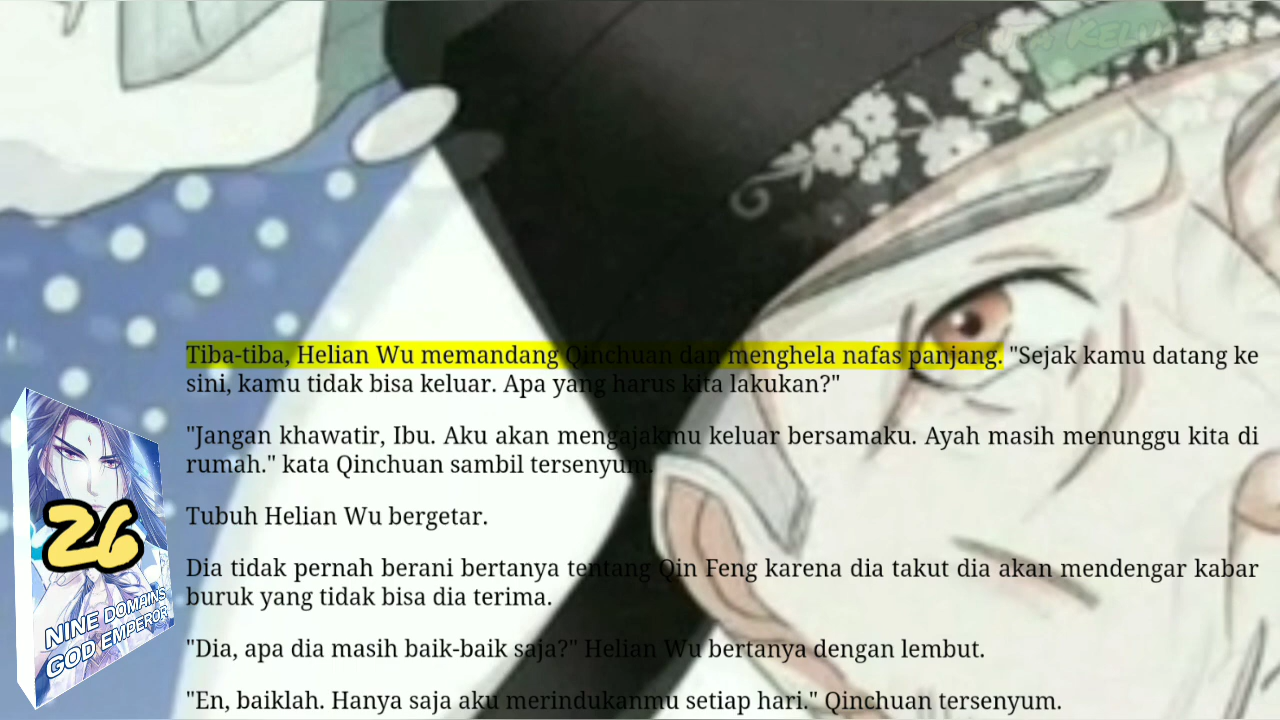 Tiba-tiba, Helian Wu memandang Qinchuan dan menghela nafas panjang. "Sejak kamu datang ke
sini, kamu tidak bisa keluar. Apa yang harus kita lakukan?"
"Jangan khawatir, Ibu. Aku akan mengajakmu keluar bersamaku. Ayah masih menunggu kita di
rumah." kata Qinchuan sambil tersenyum.
Tubuh Helian Wu bergetar.
Dia tidak pernah berani bertanya tentang Qin Feng karena dia takut dia akan mendengar kabar
buruk yang tidak bisa dia terima.
"Dia, apa dia masih baik-baik saja?" Helian Wu bertanya dengan lembut.
"En, baiklah. Hanya saja aku merindukanmu setiap hari." Qinchuan tersenyum.
26
NINE DOMAINS
GOD EMPEROR